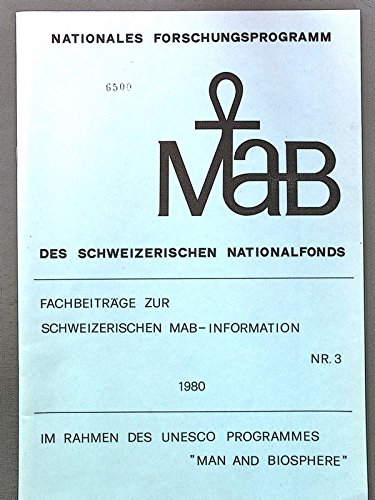 NATIONALES FORSCHUNGSPROGRAMM
6500
MaB
DES SCHWEIZERISCHEN NATIONALFONDS
FACHBEITRÄGE ZUR
SCHWEIZERISCHEN MAB-INFORMATION
NR. 3
1980
IM RAHMEN DES UNESCO PROGRAMMES
"MAN AND BIOSPHERE"